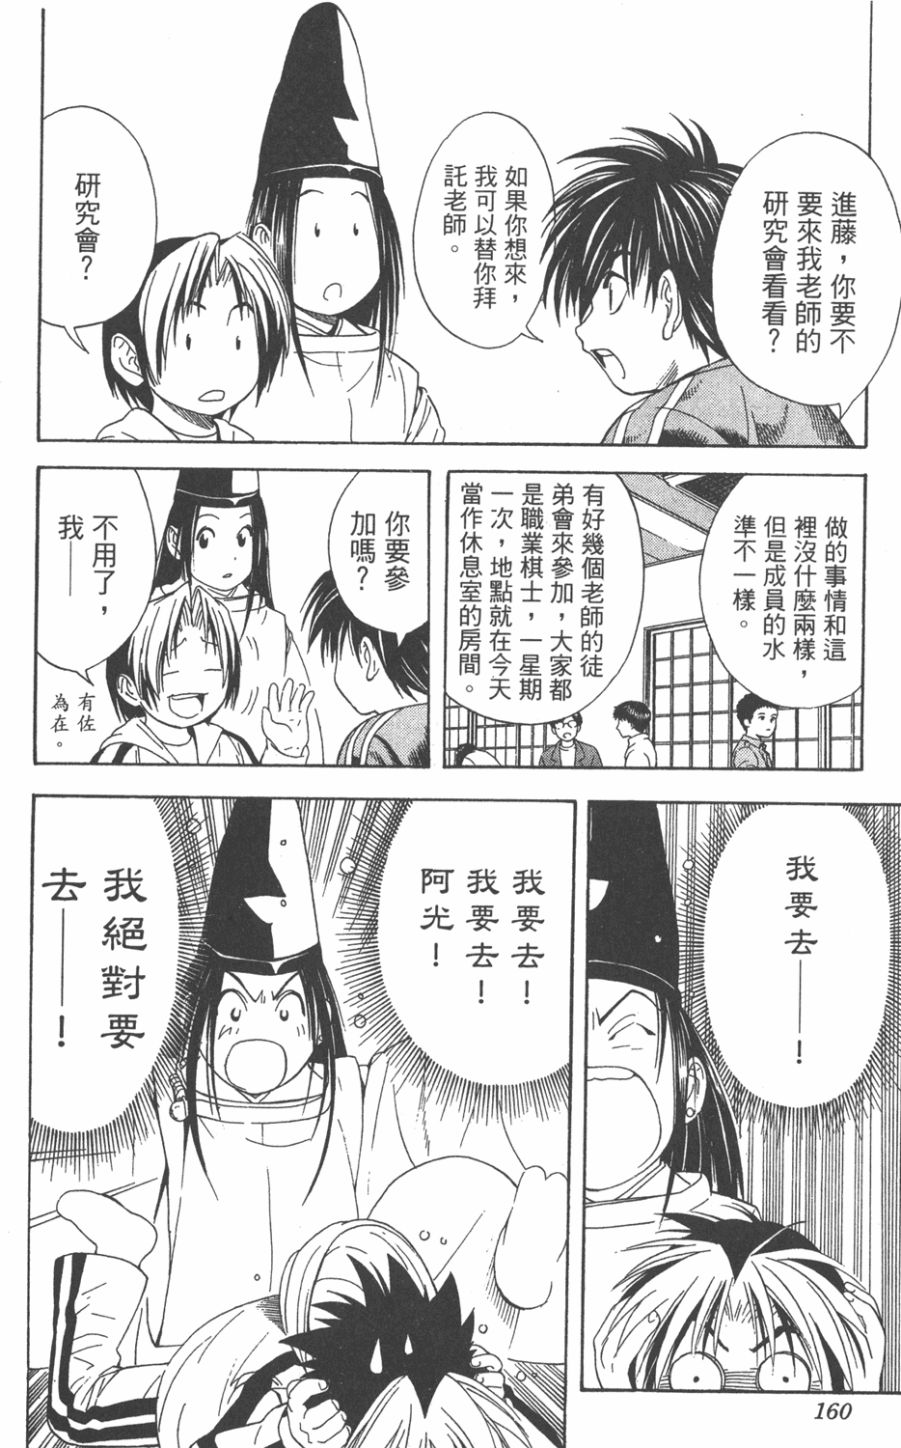 進藤，你要不
要來我老師的
研究會看看？
如果你想來，
我可以替你拜
託老師。
研究會？
做的事情和這
裡沒什麼兩樣，
但是成員的水
準不一樣。
有好幾個老師的徒
弟會來參加，大家都
是職業棋士，一星期
一次，地點就在今天
當作休息室的房間。
你要參
加嗎？
不用了，
我——
有佐
為在。
我要去——！
我要去！
我要去！
阿光！
我絕對要
去——！
160